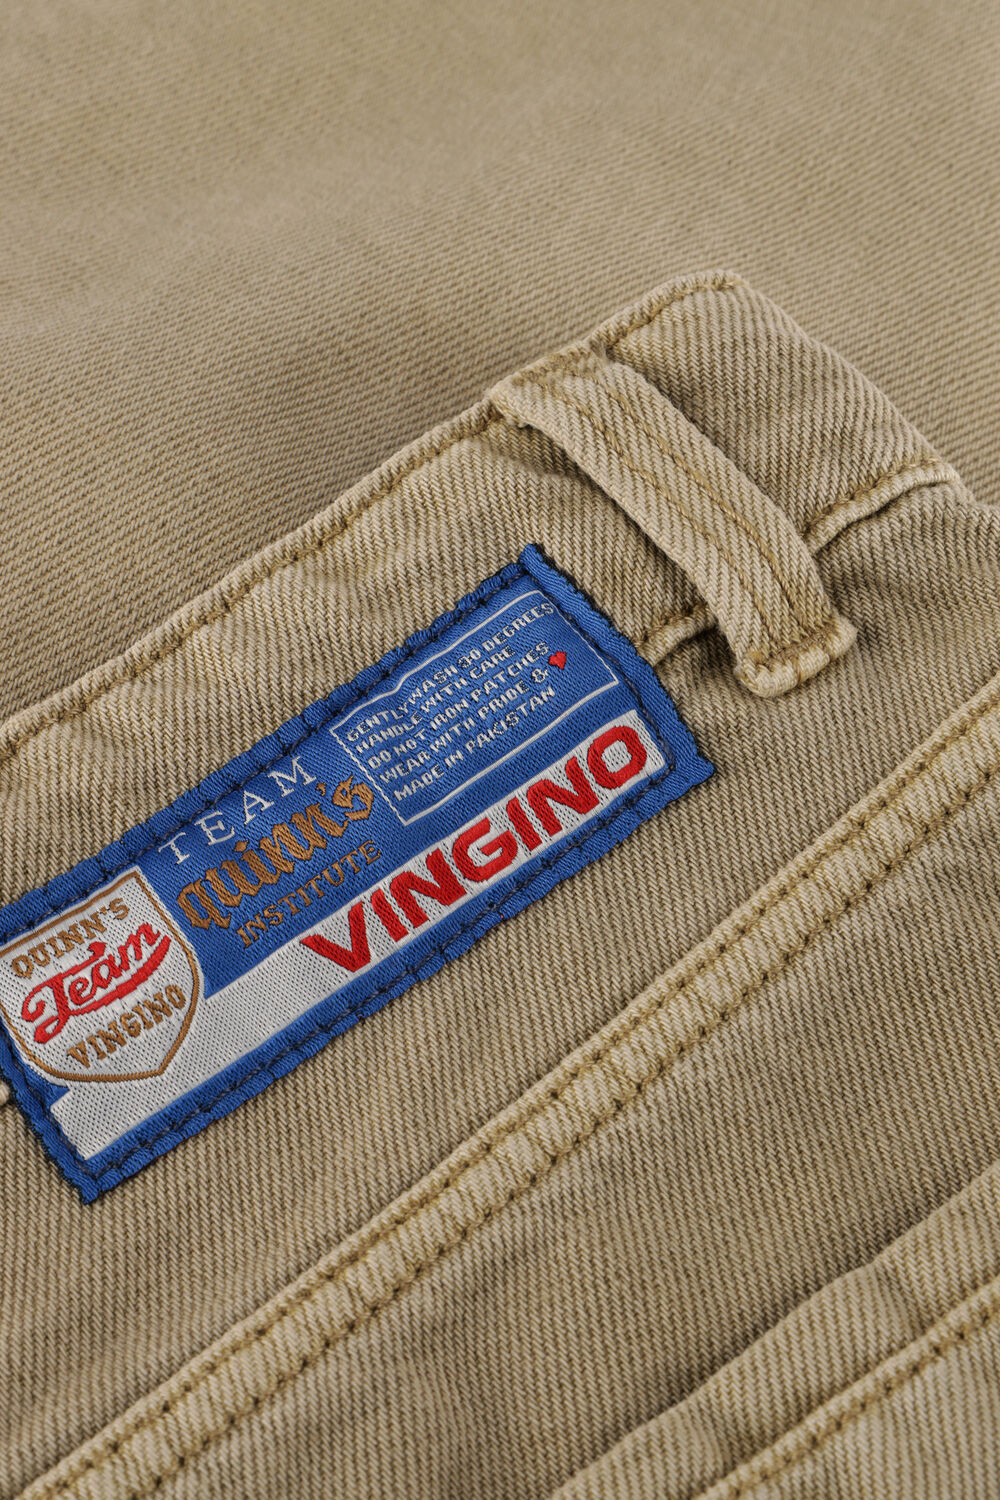 QUINN'S
Team
VINGINO
TEAM
quinn's
INSTITUTE
GENTLY WASH 30 DEGREES
HANDLE WITH CARE
DO NOT IRON PATCHES
WEAR WITH PRIDE & ♥
MADE IN PAKISTAN
VINGINO